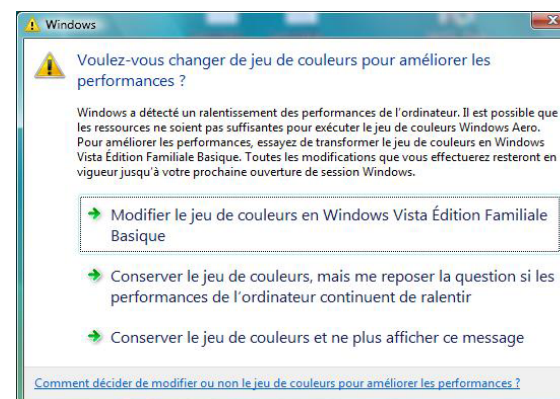 Windows
Voulez-vous changer de jeu de couleurs pour améliorer les
performances ?
Windows a détecté un ralentissement des performances de l'ordinateur. Il est possible que
les ressources ne soient pas suffisantes pour exécuter le jeu de couleurs Windows Aero.
Pour améliorer les performances, essayez de transformer le jeu de couleurs en Windows
Vista Édition Familiale Basique. Toutes les modifications que vous effectuerez resteront en
vigueur jusqu'à votre prochaine ouverture de session Windows.
Modifier le jeu de couleurs en Windows Vista Édition Familiale
Basique
Conserver le jeu de couleurs, mais me reposer la question si les
performances de l'ordinateur continuent de ralentir
Conserver le jeu de couleurs et ne plus afficher ce message
Comment décider de modifier ou non le jeu de couleurs pour améliorer les performances ?